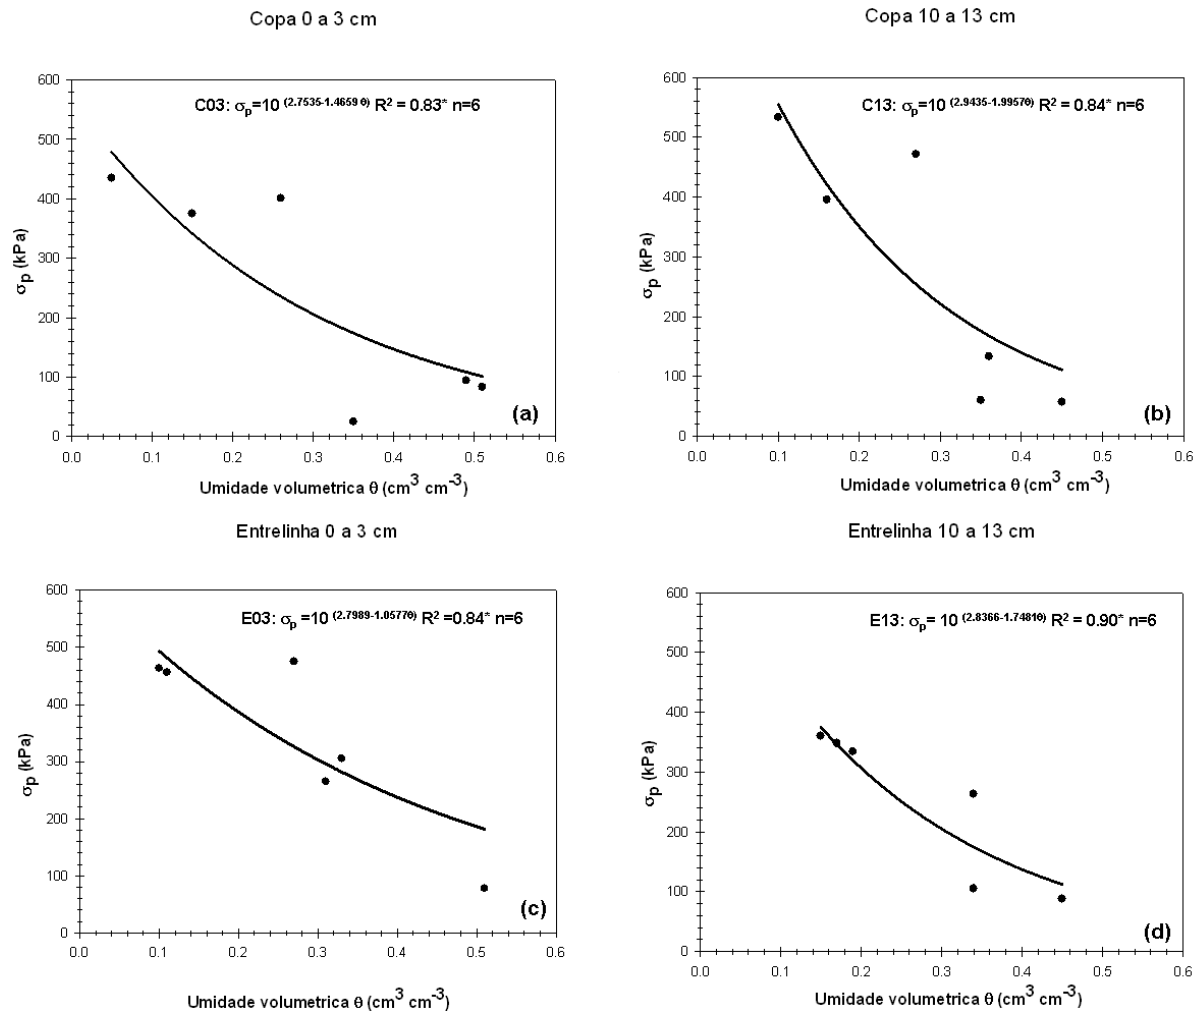 Copa 0 a 3 cm
600
500
400
300
200
100
0
σp (kPa)
C03: σp=10 (2.7535-1.4659 θ) R² = 0.83* n=6
(a)
0.0 0.1 0.2 0.3 0.4 0.5 0.6
Umidade volumetrica θ (cm³ cm⁻³)
Copa 10 a 13 cm
600
500
400
300
200
100
0
σp (kPa)
C13: σp=10 (2.9435-1.9957θ) R² = 0.84* n=6
(b)
0.0 0.1 0.2 0.3 0.4 0.5 0.6
Umidade volumetrica θ (cm³ cm⁻³)
Entrelinha 0 a 3 cm
600
500
400
300
200
100
0
σp (kPa)
E03: σp =10 (2.7989-1.0577θ) R² =0.84* n=6
(c)
0.0 0.1 0.2 0.3 0.4 0.5 0.6
Umidade volumetrica θ (cm³ cm⁻³)
Entrelinha 10 a 13 cm
600
500
400
300
200
100
0
σp (kPa)
E13: σp= 10 (2.8366-1.7481θ) R² = 0.90* n=6
(d)
0.0 0.1 0.2 0.3 0.4 0.5 0.6
Umidade volumetrica θ (cm³ cm⁻³)